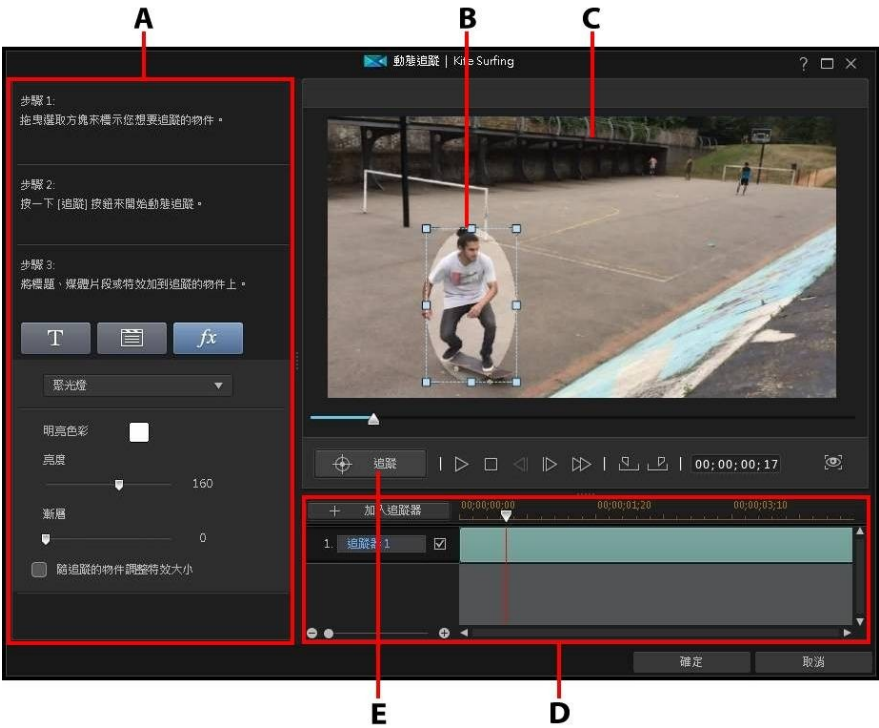 A
B
C
動態追蹤 | Kite Surfing
步驟 1:
拖曳選取方塊來標示您想要追蹤的物件。
步驟 2:
按一下 [追蹤] 按鈕來開始動態追蹤。
步驟 3:
將標題、媒體片段或特效加到追蹤的物件上。
T
fx
聚光燈
明亮色彩
亮度
160
漸層
0
隨追蹤的物件調整特效大小
追蹤
00;00;00;17
加入追蹤器
00;00;00;00
00;00;01;20
00;00;03;10
1. 追蹤器 1
確定
取消
E
D